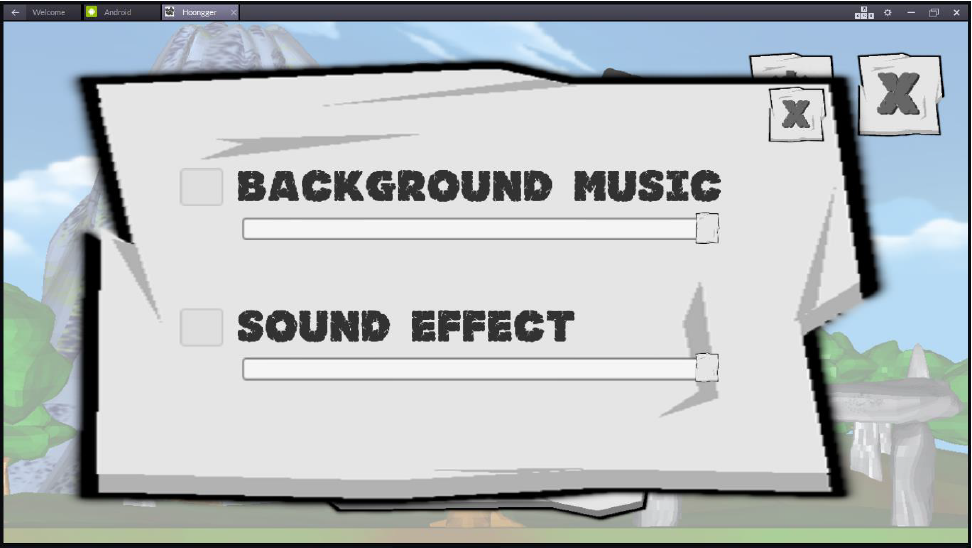 Welcome Android Hoongger
X
X
BACKGROUND MUSIC
SOUND EFFECT